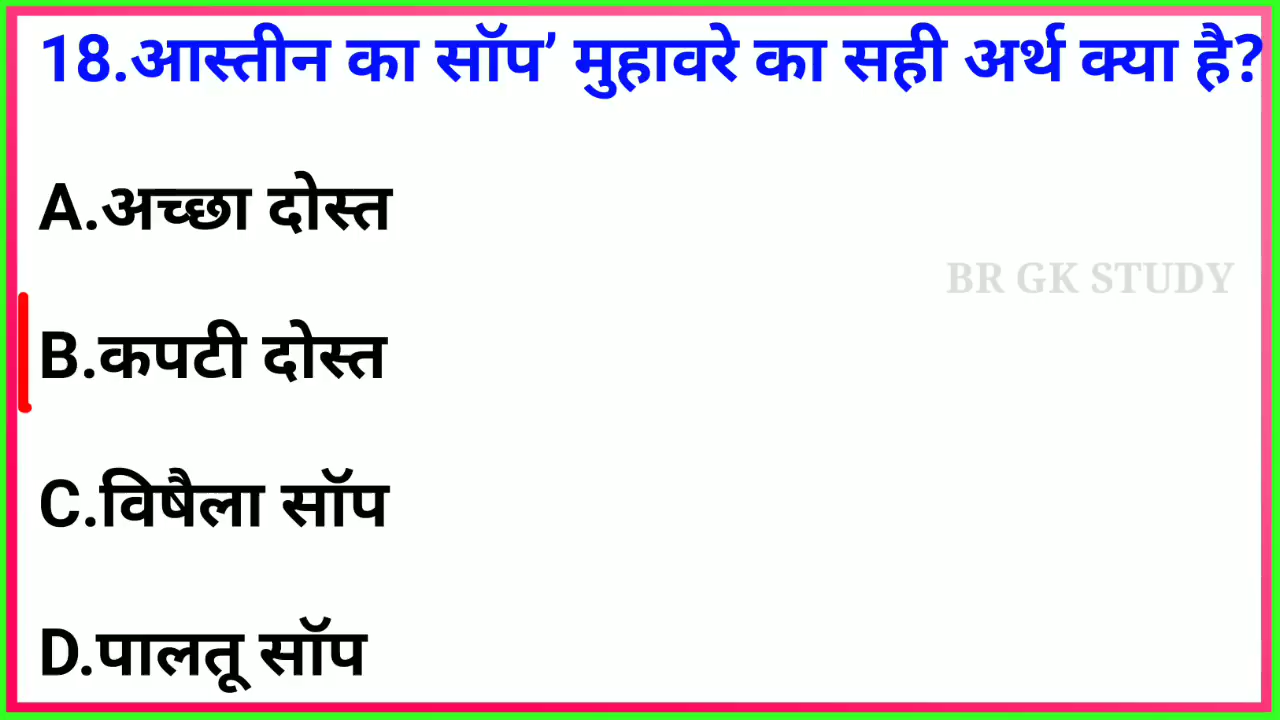 18.आस्तीन का सॉप’ मुहावरे का सही अर्थ क्या है?
A.अच्छा दोस्त
BR GK STUDY
B.कपटी दोस्त
C.विषैला सॉप
D.पालतू सॉप